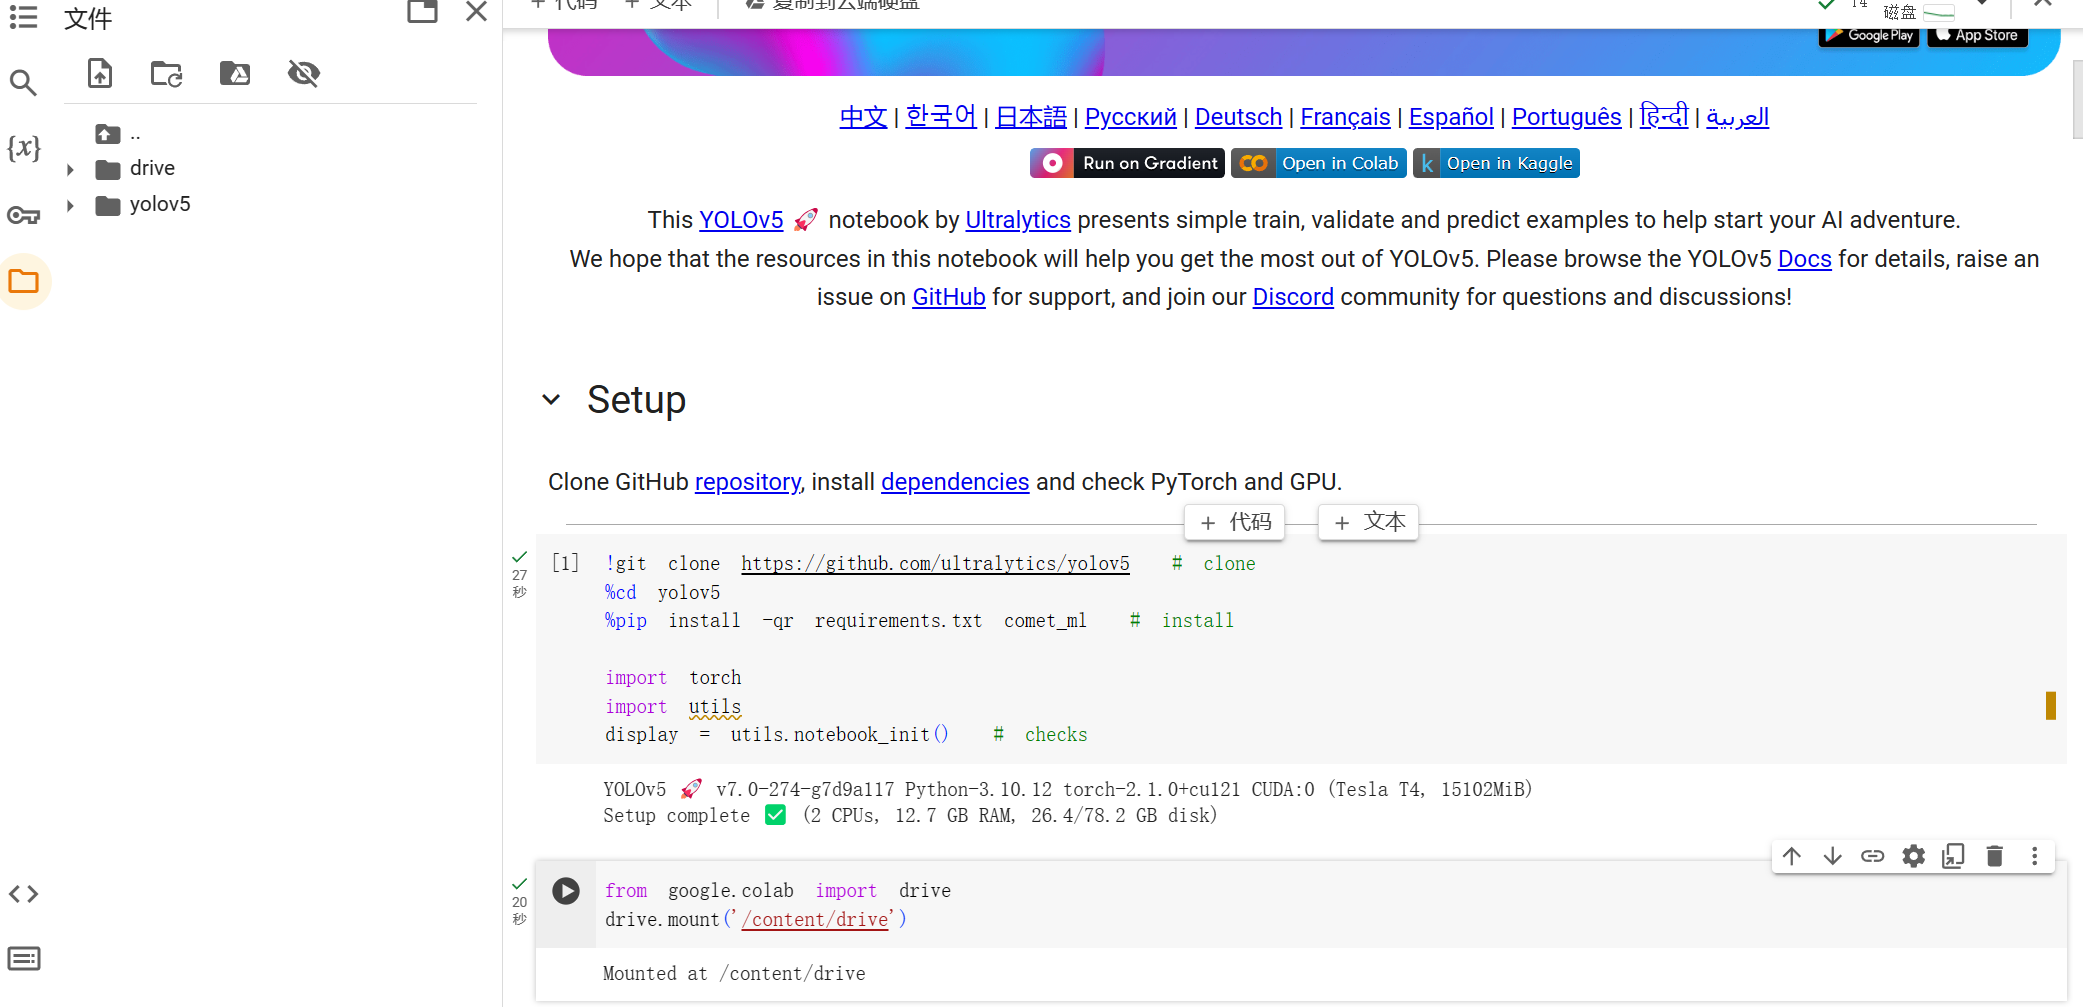 文件
+ 代码 + 文本 复制到云端硬盘
T4
磁盘
Google Play App Store
..
drive
yolov5
{x}
中文 | 한국어 | 日本語 | Русский | Deutsch | Français | Español | Português | हिन्दी | العربية
Run on Gradient Open in Colab k Open in Kaggle
This YOLOv5 🚀 notebook by Ultralytics presents simple train, validate and predict examples to help start your AI adventure.
We hope that the resources in this notebook will help you get the most out of YOLOv5. Please browse the YOLOv5 Docs for details, raise an
issue on GitHub for support, and join our Discord community for questions and discussions!
Setup
Clone GitHub repository, install dependencies and check PyTorch and GPU.
+ 代码 + 文本
27
秒
[1] !git clone https://github.com/ultralytics/yolov5 # clone
%cd yolov5
%pip install -qr requirements.txt comet_ml # install
import torch
import utils
display = utils.notebook_init() # checks
YOLOv5 🚀 v7.0-274-g7d9a117 Python-3.10.12 torch-2.1.0+cu121 CUDA:0 (Tesla T4, 15102MiB)
Setup complete ✅ (2 CPUs, 12.7 GB RAM, 26.4/78.2 GB disk)
20
秒
from google.colab import drive
drive.mount('/content/drive')
Mounted at /content/drive